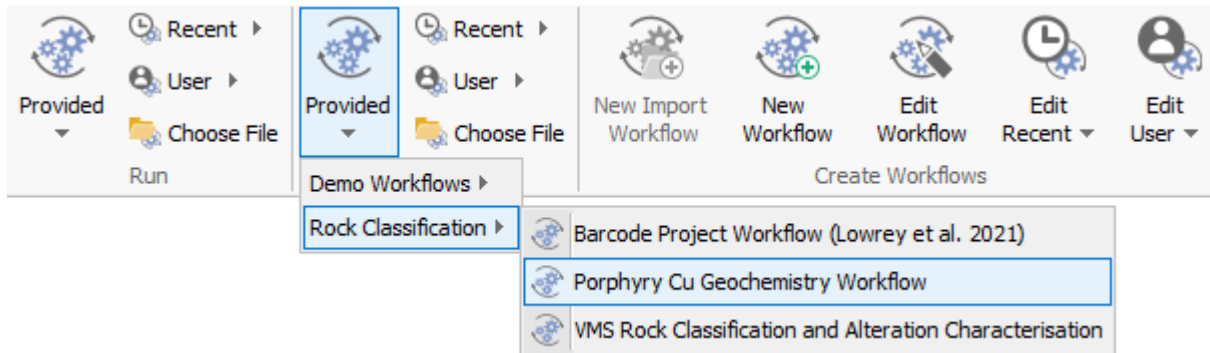 Provided
Recent
User
Choose File
Run
Provided
Recent
User
Choose File
New Import
Workflow
New
Workflow
Edit
Workflow
Edit
Recent
Edit
User
Create Workflows
Demo Workflows
Rock Classification
Barcode Project Workflow (Lowrey et al. 2021)
Porphyry Cu Geochemistry Workflow
VMS Rock Classification and Alteration Characterisation